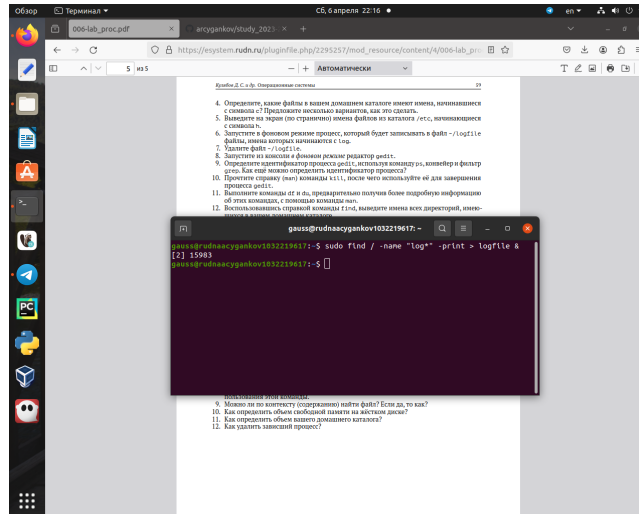 Обзор
Терминал
Сб, 6 апреля 22:16
en
006-lab_proc.pdf
arcygankov/study_2023-
https://esystem.rudn.ru/pluginfile.php/2295257/mod_resource/content/4/006-lab_pro
5 из 5
Автоматически
Кулябов Д. С. и др. Операционные системы
59
4. Определите, какие файлы в вашем домашнем каталоге имеют имена, начинавшиеся
с символа c? Предложите несколько вариантов, как это сделать.
5. Выведите на экран (по странично) имена файлов из каталога /etc, начинающиеся
с символа h.
6. Запустите в фоновом режиме процесс, который будет записывать в файл ~/logfile
файлы, имена которых начинаются с log.
7. Удалите файл ~/logfile.
8. Запустите из консоли в фоновом режиме редактор gedit.
9. Определите идентификатор процесса gedit, используя команду ps, конвейер и фильтр
grep. Как ещё можно определить идентификатор процесса?
10. Прочтите справку (man) команды kill, после чего используйте её для завершения
процесса gedit.
11. Выполните команды df и du, предварительно получив более подробную информацию
об этих командах, с помощью команды man.
12. Воспользовавшись справкой команды find, выведите имена всех директорий, имею-
щихся в вашем домашнем каталоге.
gauss@rudnaacygankov1032219617: ~
gauss@rudnaacygankov1032219617:~$ sudo find / -name "log*" -print > logfile &
[2] 15983
gauss@rudnaacygankov1032219617:~$
пользования этой команды.
9. Можно ли по контексту (содержанию) найти файл? Если да, то как?
10. Как определить объем свободной памяти на жёстком диске?
11. Как определить объем вашего домашнего каталога?
12. Как удалить зависший процесс?